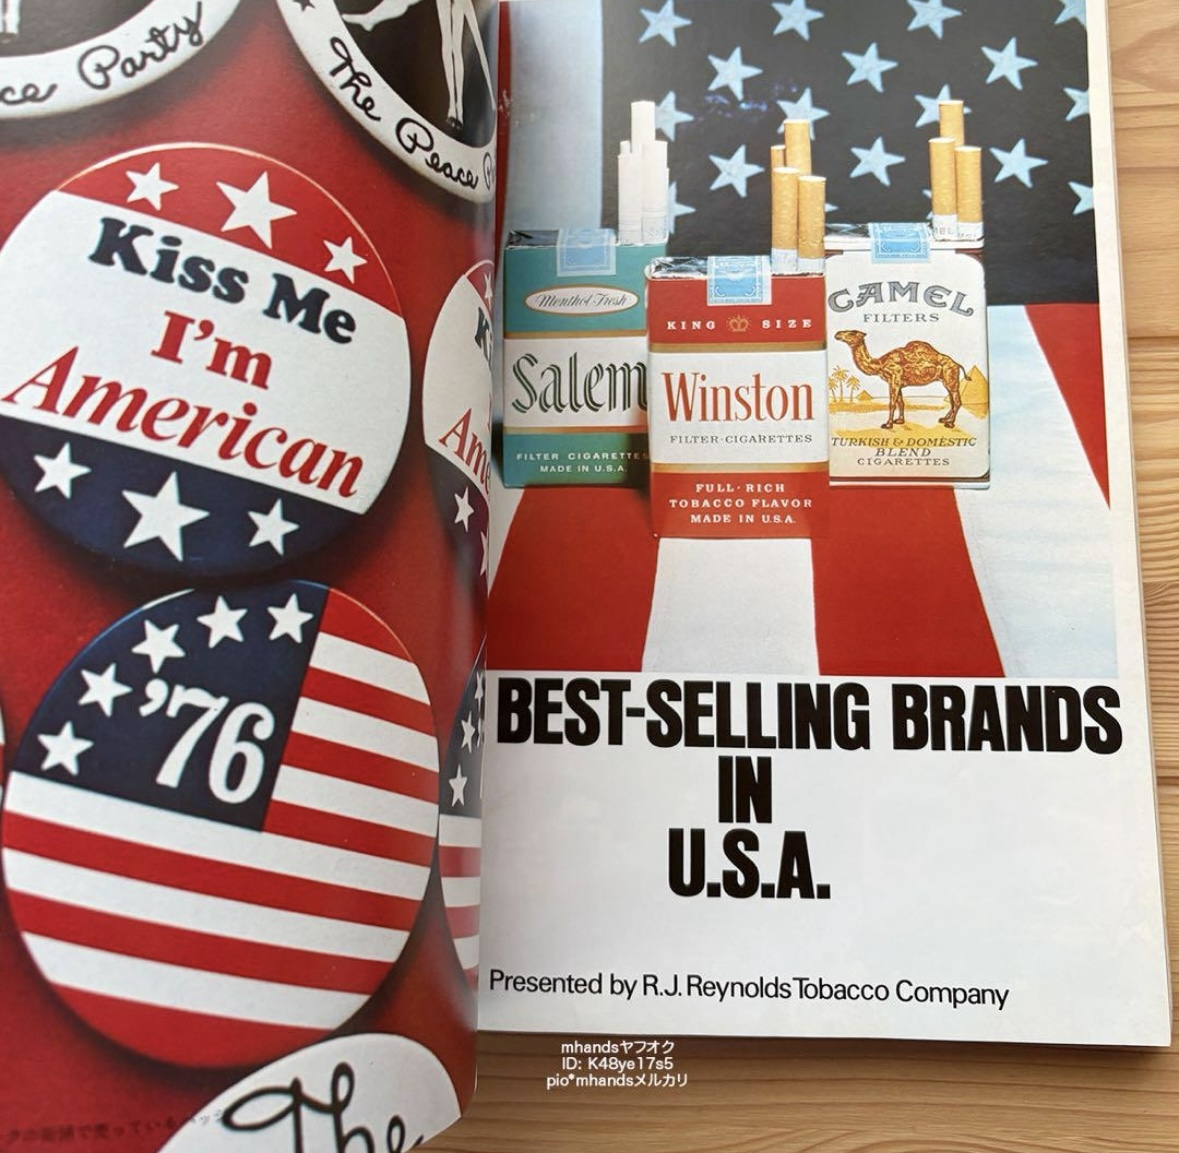 ce Party
The Peace P
Kiss Me
I'm
American
K
Ame
'76
The
Menthol Fresh
Salem
FILTER CIGARETTES
MADE IN U.S.A.
KING SIZE
Winston
FILTER-CIGARETTES
FULL-RICH
TOBACCO FLAVOR
MADE IN U.S.A.
CAMEL
FILTERS
TURKISH & DOMESTIC
BLEND
CIGARETTES
BEST-SELLING BRANDS
IN
U.S.A.
Presented by R.J. Reynolds Tobacco Company
mhandsヤフオク
ID: K48ye17s5
pio*mhandsメルカリ